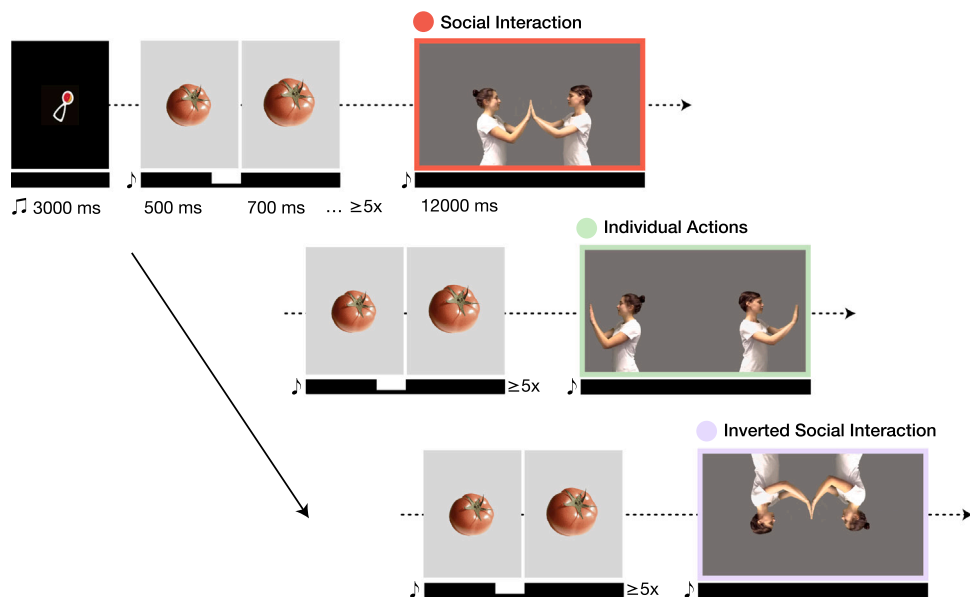 Social Interaction
♫ 3000 ms
♪
500 ms
700 ms
... ≥5x
♪
12000 ms
Individual Actions
♪
≥5x
♪
Inverted Social Interaction
♪
≥5x
♪